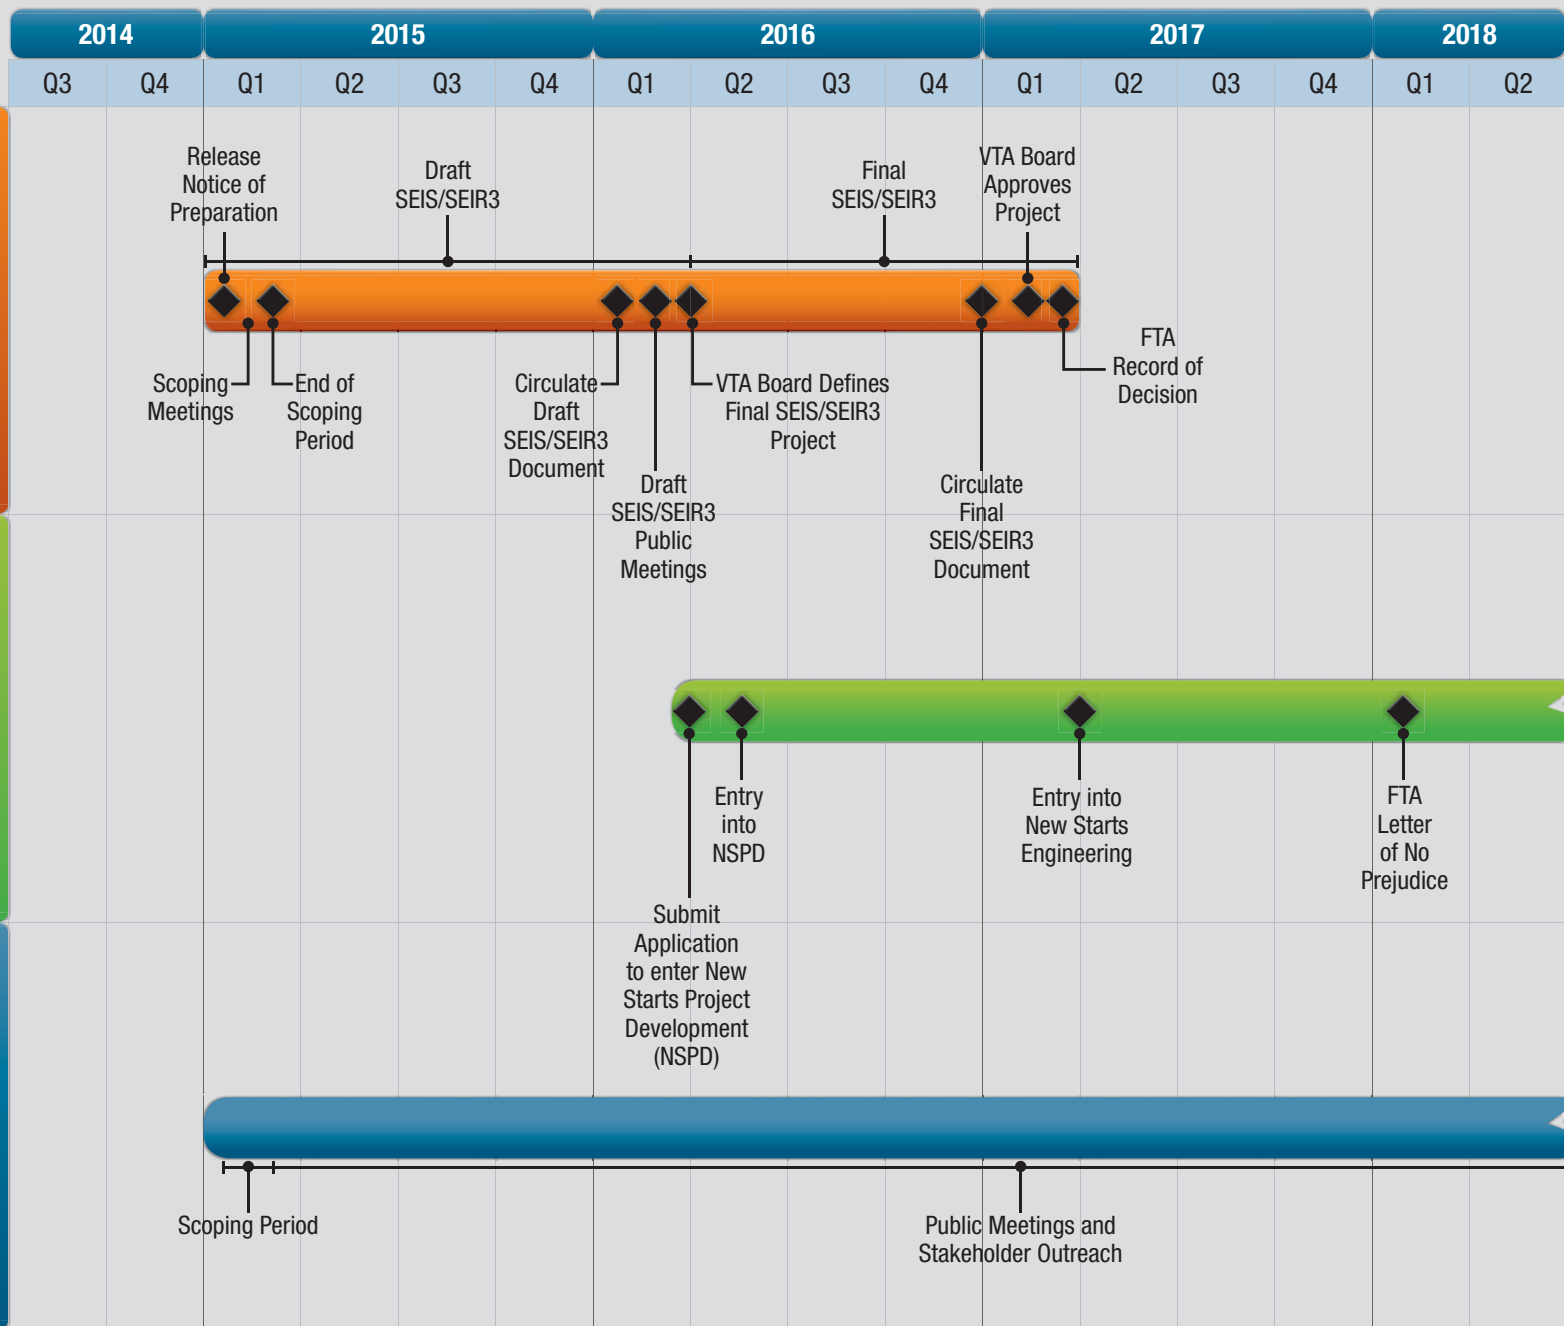 2014 2015 2016 2017 2018
Q3 Q4 Q1 Q2 Q3 Q4 Q1 Q2 Q3 Q4 Q1 Q2 Q3 Q4 Q1 Q2
Release
Notice of
Preparation
Draft
SEIS/SEIR3
Final
SEIS/SEIR3
VTA Board
Approves
Project
Scoping
Meetings
End of
Scoping
Period
Circulate
Draft
SEIS/SEIR3
Document
Draft
SEIS/SEIR3
Public
Meetings
VTA Board Defines
Final SEIS/SEIR3
Project
Circulate
Final
SEIS/SEIR3
Document
FTA
Record of
Decision
Submit
Application
to enter New
Starts Project
Development
(NSPD)
Entry
into
NSPD
Entry into
New Starts
Engineering
FTA
Letter
of No
Prejudice
Scoping Period
Public Meetings and
Stakeholder Outreach